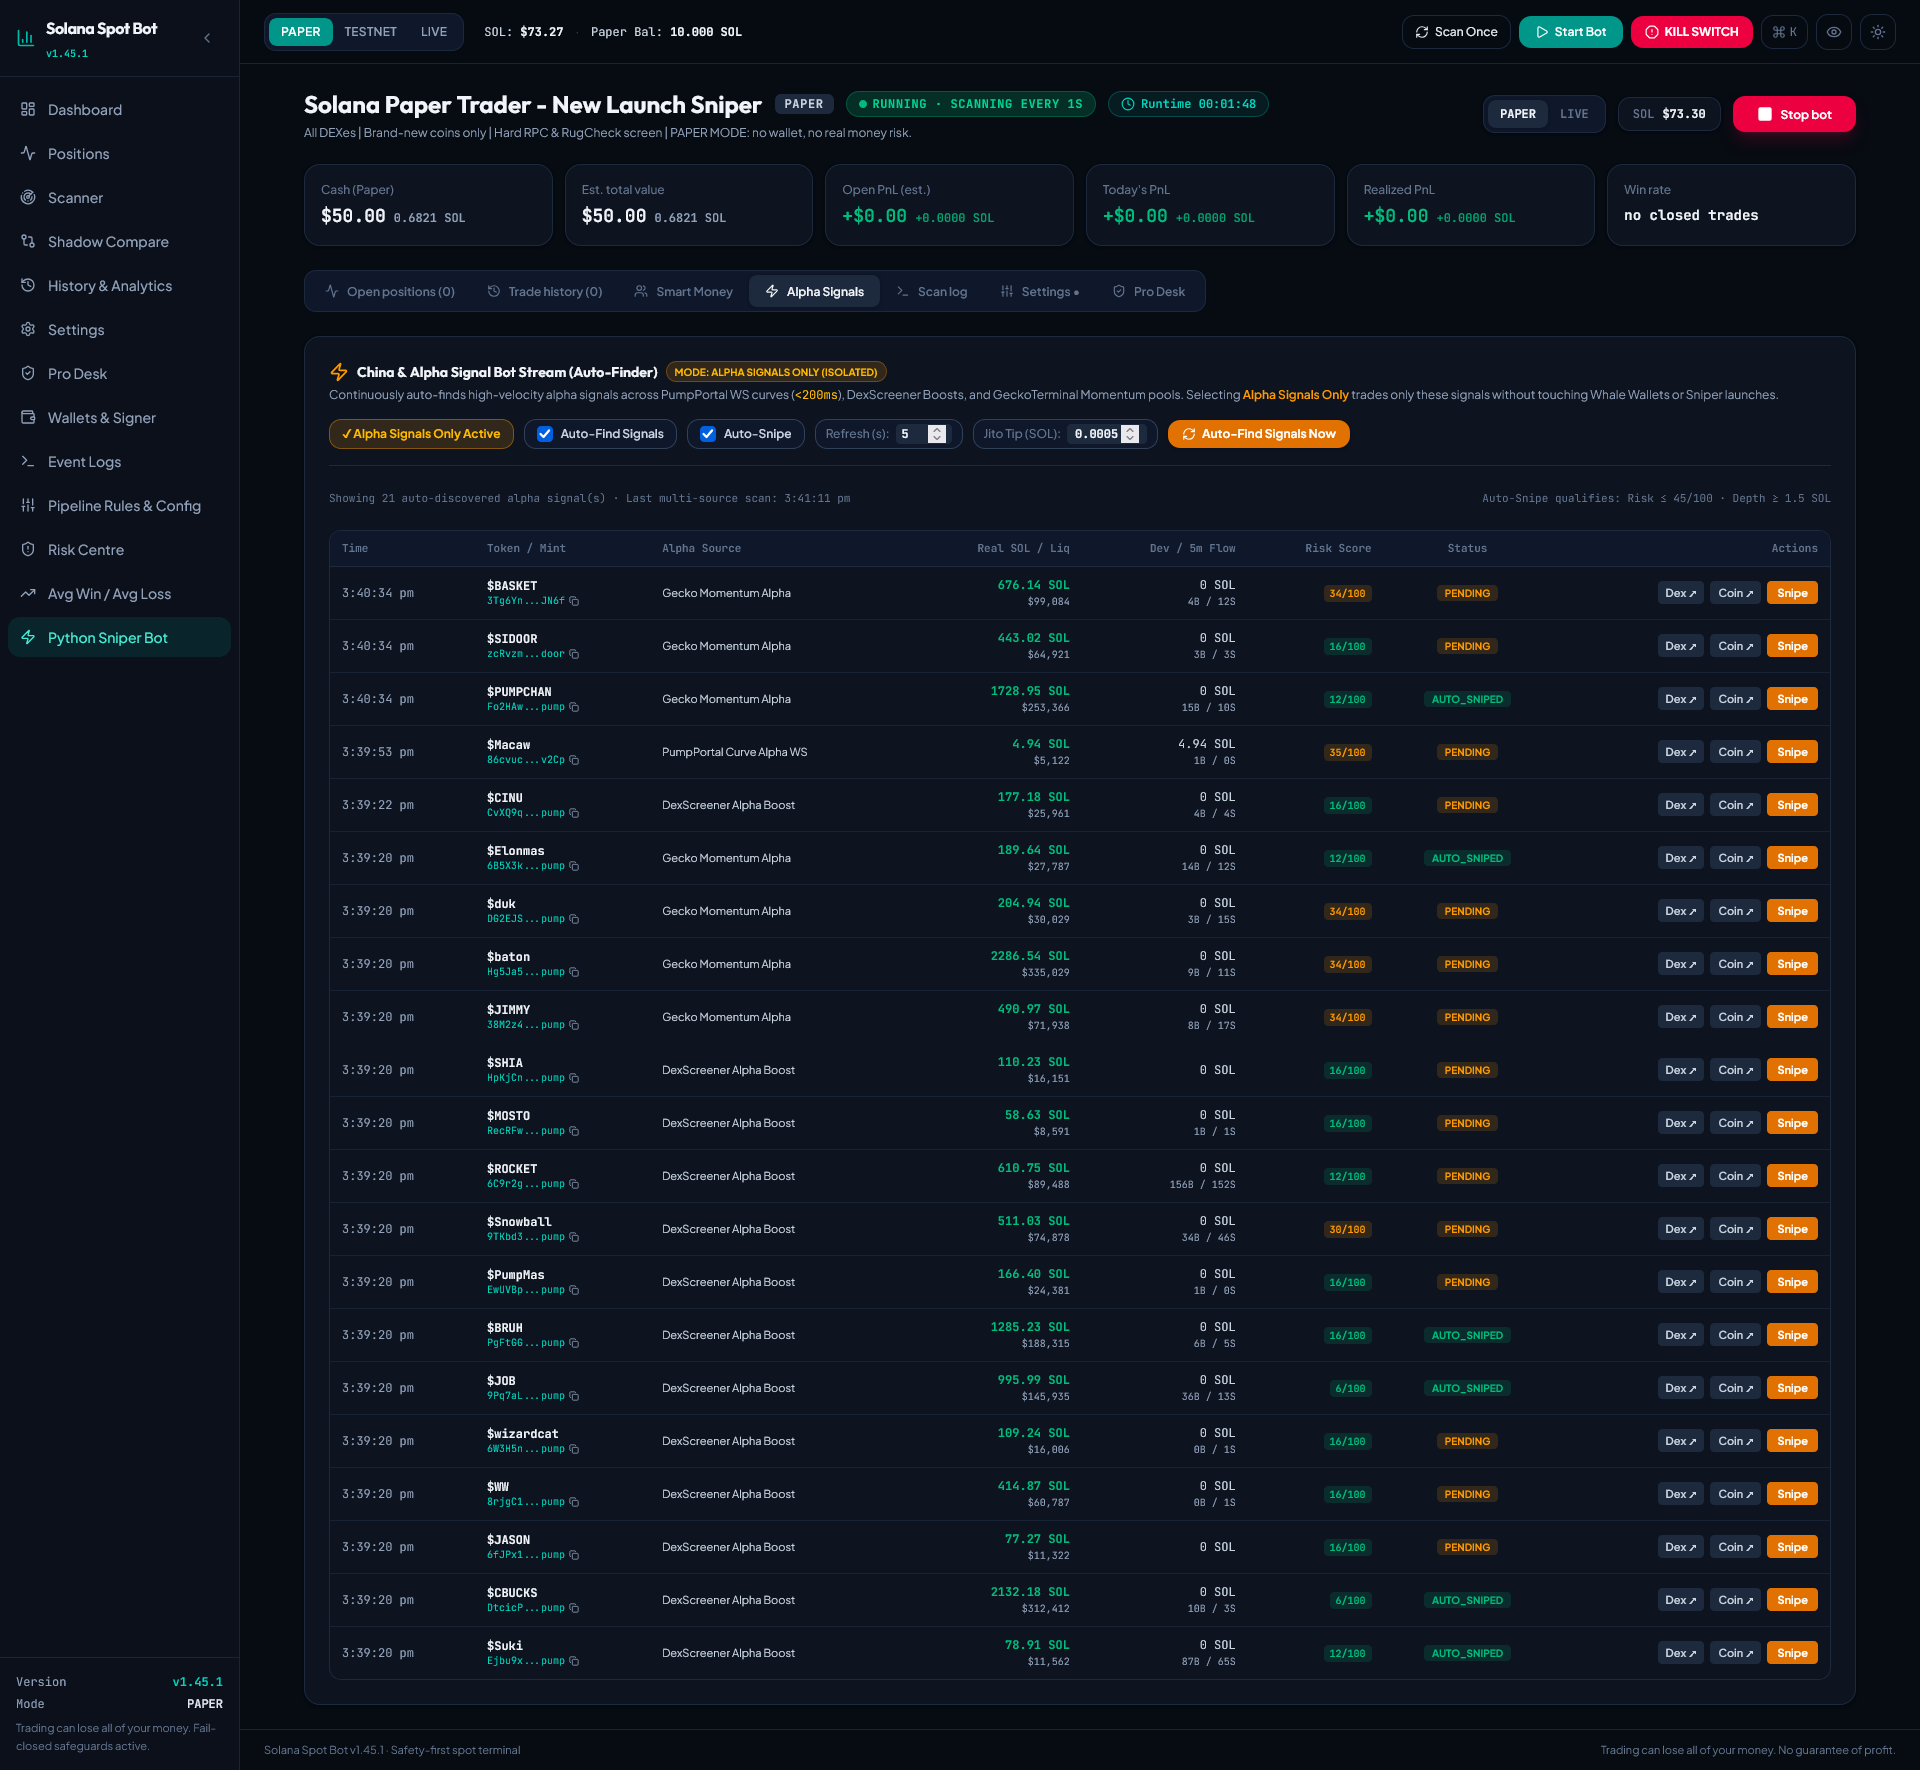 Solana Spot Bot
v1.45.1
PAPER TESTNET LIVE SOL: $73.27 · Paper Bal: 10.000 SOL
Scan Once Start Bot KILL SWITCH ⌘ K
Dashboard
Positions
Scanner
Shadow Compare
History & Analytics
Settings
Pro Desk
Wallets & Signer
Event Logs
Pipeline Rules & Config
Risk Centre
Avg Win / Avg Loss
Python Sniper Bot
Version v1.45.1
Mode PAPER
Trading can lose all of your money. Fail-
closed safeguards active.
Solana Paper Trader - New Launch Sniper PAPER RUNNING · SCANNING EVERY 1S Runtime 00:01:48
All DEXes | Brand-new coins only | Hard RPC & RugCheck screen | PAPER MODE: no wallet, no real money risk.
PAPER LIVE SOL $73.30 Stop bot
Cash (Paper)
$50.00 0.6821 SOL
Est. total value
$50.00 0.6821 SOL
Open PnL (est.)
+$0.00 +0.0000 SOL
Today's PnL
+$0.00 +0.0000 SOL
Realized PnL
+$0.00 +0.0000 SOL
Win rate
no closed trades
Open positions (0) Trade history (0) Smart Money Alpha Signals Scan log Settings • Pro Desk
China & Alpha Signal Bot Stream (Auto-Finder) MODE: ALPHA SIGNALS ONLY (ISOLATED)
Continuously auto-finds high-velocity alpha signals across PumpPortal WS curves (<200ms), DexScreener Boosts, and GeckoTerminal Momentum pools. Selecting Alpha Signals Only trades only these signals without touching Whale Wallets or Sniper launches.
✓ Alpha Signals Only Active Auto-Find Signals Auto-Snipe Refresh (s): 5 Jito Tip (SOL): 0.0005 Auto-Find Signals Now
Showing 21 auto-discovered alpha signal(s) · Last multi-source scan: 3:41:11 pm
Auto-Snipe qualifies: Risk ≤ 45/100 · Depth ≥ 1.5 SOL
Time Token / Mint Alpha Source Real SOL / Liq Dev / 5m Flow Risk Score Status Actions
$BASKET 676.14 SOL 0 SOL
3:40:34 pm Gecko Momentum Alpha 34/100 PENDING Dex ↗ Coin ↗ Snipe
3Tg6Yn...JN6f $99,084 4B / 12S
$SIDOOR 443.02 SOL 0 SOL
3:40:34 pm Gecko Momentum Alpha 16/100 PENDING Dex ↗ Coin ↗ Snipe
zcRvzm...door $64,921 3B / 3S
$PUMPCHAN 1728.95 SOL 0 SOL
3:40:34 pm Gecko Momentum Alpha 12/100 AUTO_SNIPED Dex ↗ Coin ↗ Snipe
Fo2HAw...pump $253,366 15B / 10S
$Macaw 4.94 SOL 4.94 SOL
3:39:53 pm PumpPortal Curve Alpha WS 35/100 PENDING Dex ↗ Coin ↗ Snipe
86cvuc...v2Cp $5,122 1B / 0S
$CINU 177.18 SOL 0 SOL
3:39:22 pm DexScreener Alpha Boost 16/100 PENDING Dex ↗ Coin ↗ Snipe
CvXQ9q...pump $25,961 4B / 4S
$Elonmas 189.64 SOL 0 SOL
3:39:20 pm Gecko Momentum Alpha 12/100 AUTO_SNIPED Dex ↗ Coin ↗ Snipe
6B5X3k...pump $27,787 14B / 12S
$duk 204.94 SOL 0 SOL
3:39:20 pm Gecko Momentum Alpha 34/100 PENDING Dex ↗ Coin ↗ Snipe
DG2EJS...pump $30,029 3B / 15S
$baton 2286.54 SOL 0 SOL
3:39:20 pm Gecko Momentum Alpha 34/100 PENDING Dex ↗ Coin ↗ Snipe
Hg5Ja5...pump $335,029 9B / 11S
$JIMMY 490.97 SOL 0 SOL
3:39:20 pm Gecko Momentum Alpha 34/100 PENDING Dex ↗ Coin ↗ Snipe
38M2z4...pump $71,938 8B / 17S
$SHIA 110.23 SOL
3:39:20 pm DexScreener Alpha Boost 0 SOL 16/100 PENDING Dex ↗ Coin ↗ Snipe
HpKjCn...pump $16,151
$MOSTO 58.63 SOL 0 SOL
3:39:20 pm DexScreener Alpha Boost 16/100 PENDING Dex ↗ Coin ↗ Snipe
RecRFw...pump $8,591 1B / 1S
$ROCKET 610.75 SOL 0 SOL
3:39:20 pm DexScreener Alpha Boost 12/100 PENDING Dex ↗ Coin ↗ Snipe
6C9r2g...pump $89,488 156B / 152S
$Snowball 511.03 SOL 0 SOL
3:39:20 pm DexScreener Alpha Boost 30/100 PENDING Dex ↗ Coin ↗ Snipe
9TKbd3...pump $74,878 34B / 46S
$PumpMas 166.40 SOL 0 SOL
3:39:20 pm DexScreener Alpha Boost 16/100 PENDING Dex ↗ Coin ↗ Snipe
EwUVBp...pump $24,381 1B / 0S
$BRUH 1285.23 SOL 0 SOL
3:39:20 pm DexScreener Alpha Boost 16/100 AUTO_SNIPED Dex ↗ Coin ↗ Snipe
PgFtGG...pump $188,315 6B / 5S
$JOB 995.99 SOL 0 SOL
3:39:20 pm DexScreener Alpha Boost 6/100 AUTO_SNIPED Dex ↗ Coin ↗ Snipe
9Pq7aL...pump $145,935 36B / 13S
$wizardcat 109.24 SOL 0 SOL
3:39:20 pm DexScreener Alpha Boost 16/100 PENDING Dex ↗ Coin ↗ Snipe
6W3H5n...pump $16,006 0B / 1S
$WW 414.87 SOL 0 SOL
3:39:20 pm DexScreener Alpha Boost 16/100 PENDING Dex ↗ Coin ↗ Snipe
8rjgC1...pump $60,787 0B / 1S
$JASON 77.27 SOL
3:39:20 pm DexScreener Alpha Boost 0 SOL 16/100 PENDING Dex ↗ Coin ↗ Snipe
6fJPx1...pump $11,322
$CBUCKS 2132.18 SOL 0 SOL
3:39:20 pm DexScreener Alpha Boost 6/100 AUTO_SNIPED Dex ↗ Coin ↗ Snipe
DtcicP...pump $312,412 10B / 3S
$Suki 78.91 SOL 0 SOL
3:39:20 pm DexScreener Alpha Boost 12/100 AUTO_SNIPED Dex ↗ Coin ↗ Snipe
Ejbu9x...pump $11,562 87B / 65S
Solana Spot Bot v1.45.1 · Safety-first spot terminal
Trading can lose all of your money. No guarantee of profit.